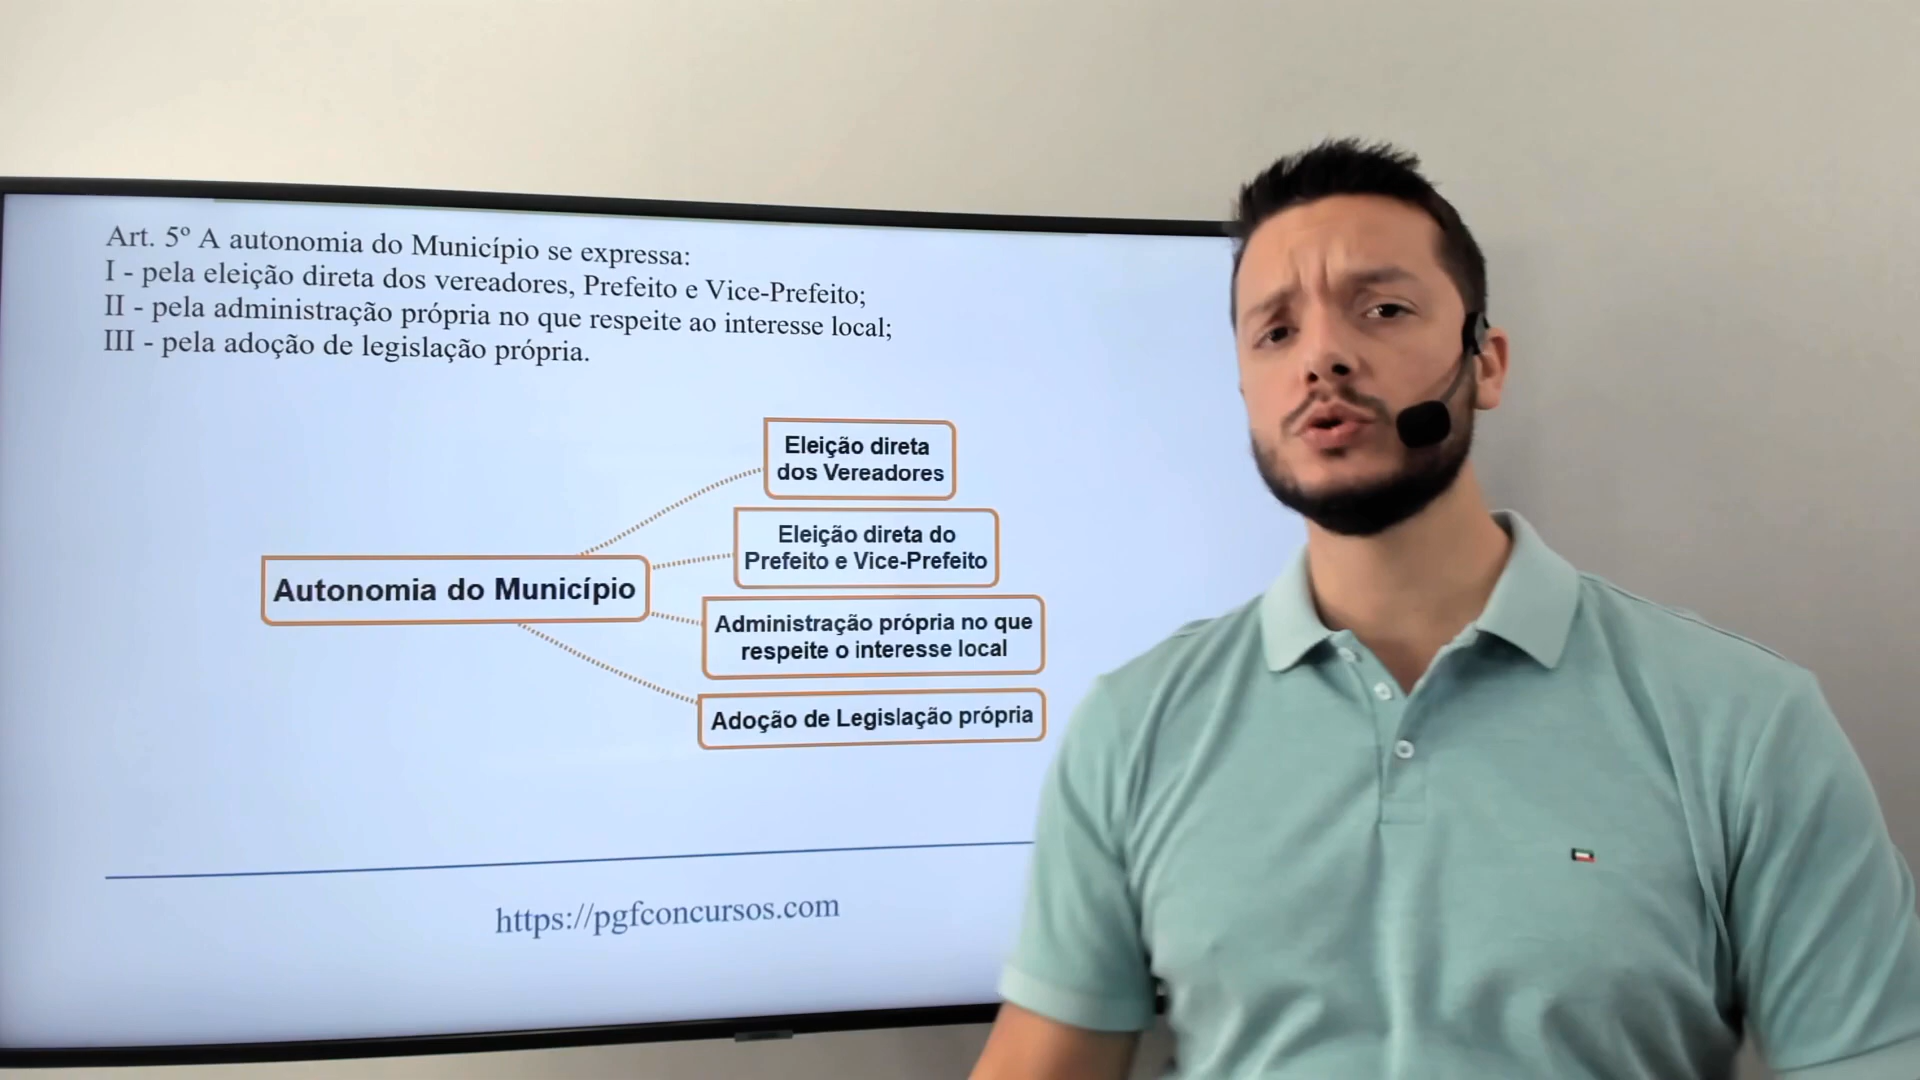 Art. 5º A autonomia do Município se expressa:
I - pela eleição direta dos vereadores, Prefeito e Vice-Prefeito;
II - pela administração própria no que respeite ao interesse local;
III - pela adoção de legislação própria.
Eleição direta
dos Vereadores
Eleição direta do
Prefeito e Vice-Prefeito
Autonomia do Município
Administração própria no que
respeite o interesse local
Adoção de Legislação própria
https://pgfconcursos.com